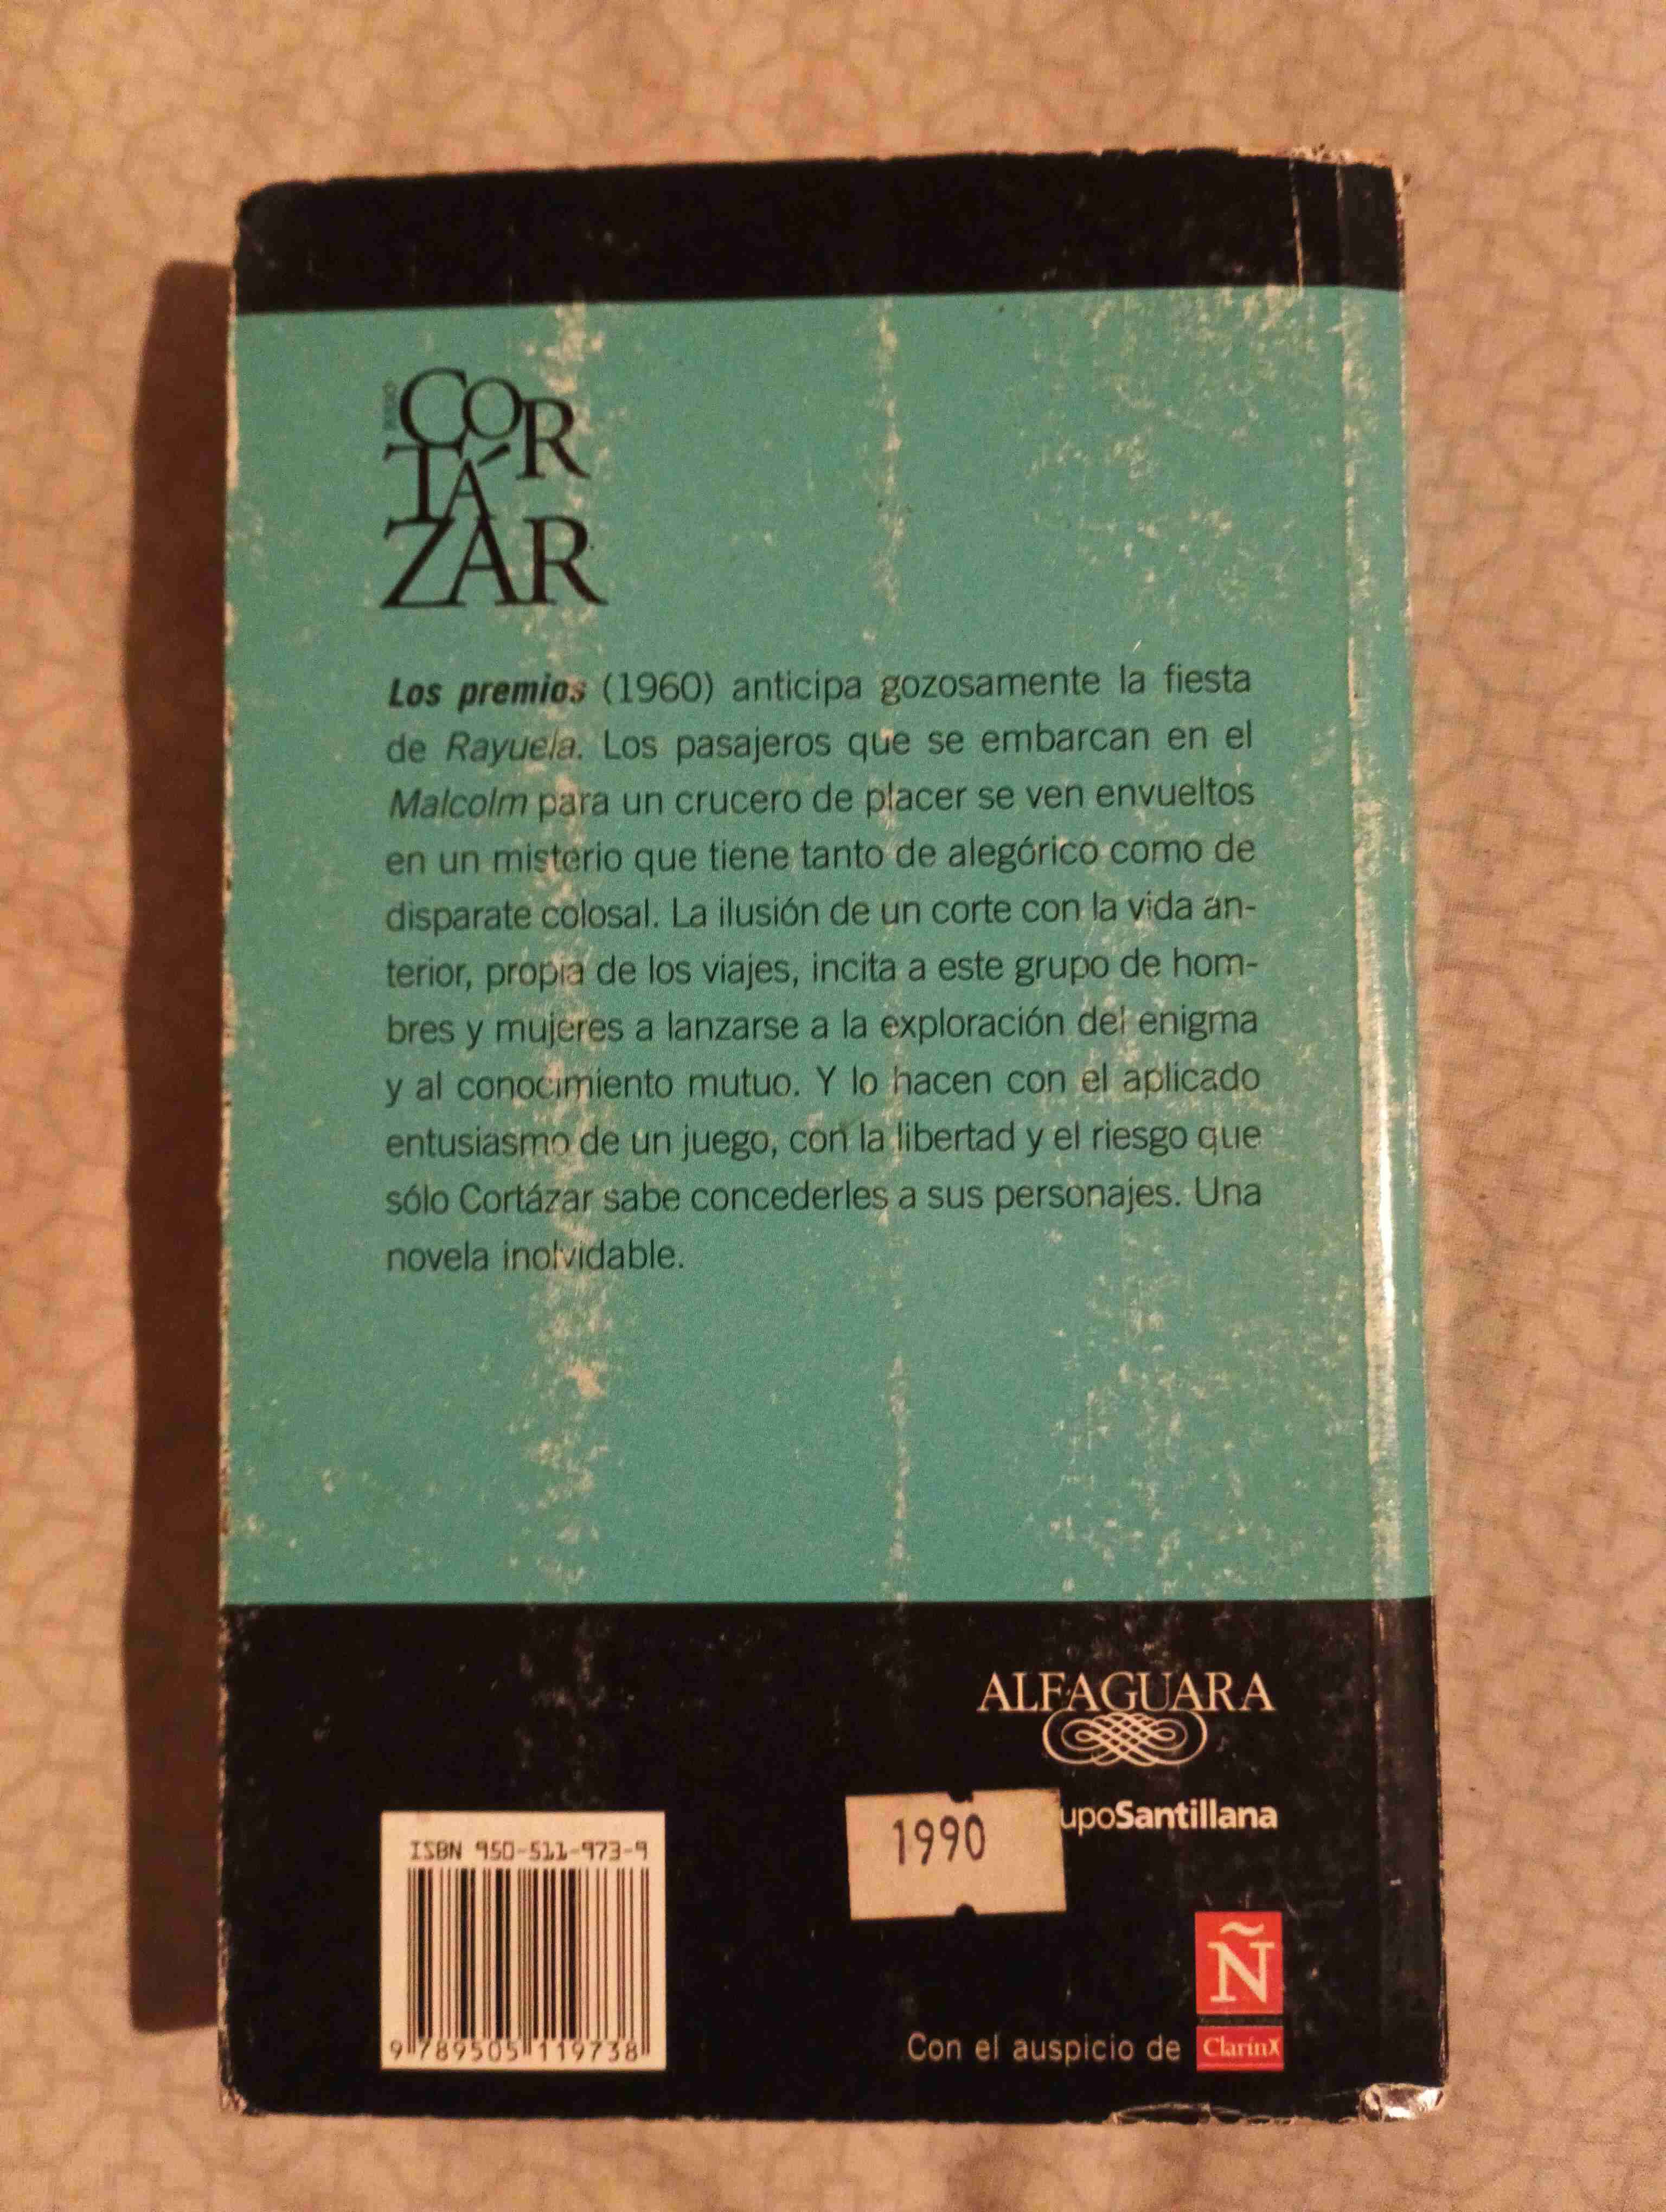 JULIO
COR
TÁ
ZAR
Los premios (1960) anticipa gozosamente la fiesta
de Rayuela. Los pasajeros que se embarcan en el
Malcolm para un crucero de placer se ven envueltos
en un misterio que tiene tanto de alegórico como de
disparate colosal. La ilusión de un corte con la vida an-
terior, propia de los viajes, incita a este grupo de hom-
bres y mujeres a lanzarse a la exploración del enigma
y al conocimiento mutuo. Y lo hacen con el aplicado
entusiasmo de un juego, con la libertad y el riesgo que
sólo Cortázar sabe concederles a sus personajes. Una
novela inolvidable.
ALFAGUARA
upoSantillana
1990
ISBN 950-511-973-9
9 789505 119738
Ñ
Con el auspicio de Clarín